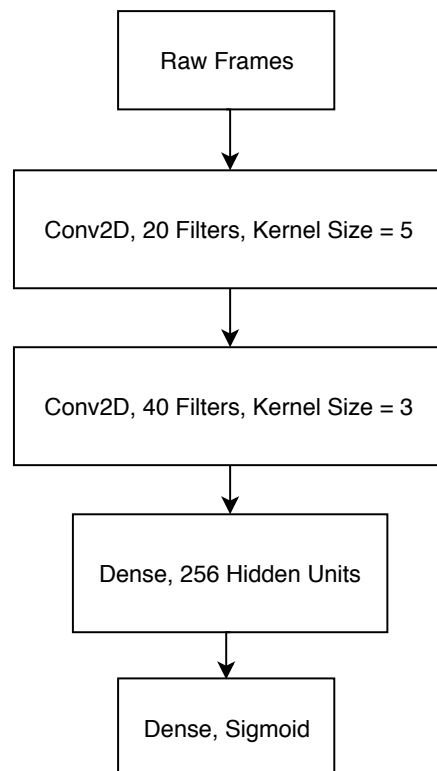 Raw Frames
Conv2D, 20 Filters, Kernel Size = 5
Conv2D, 40 Filters, Kernel Size = 3
Dense, 256 Hidden Units
Dense, Sigmoid